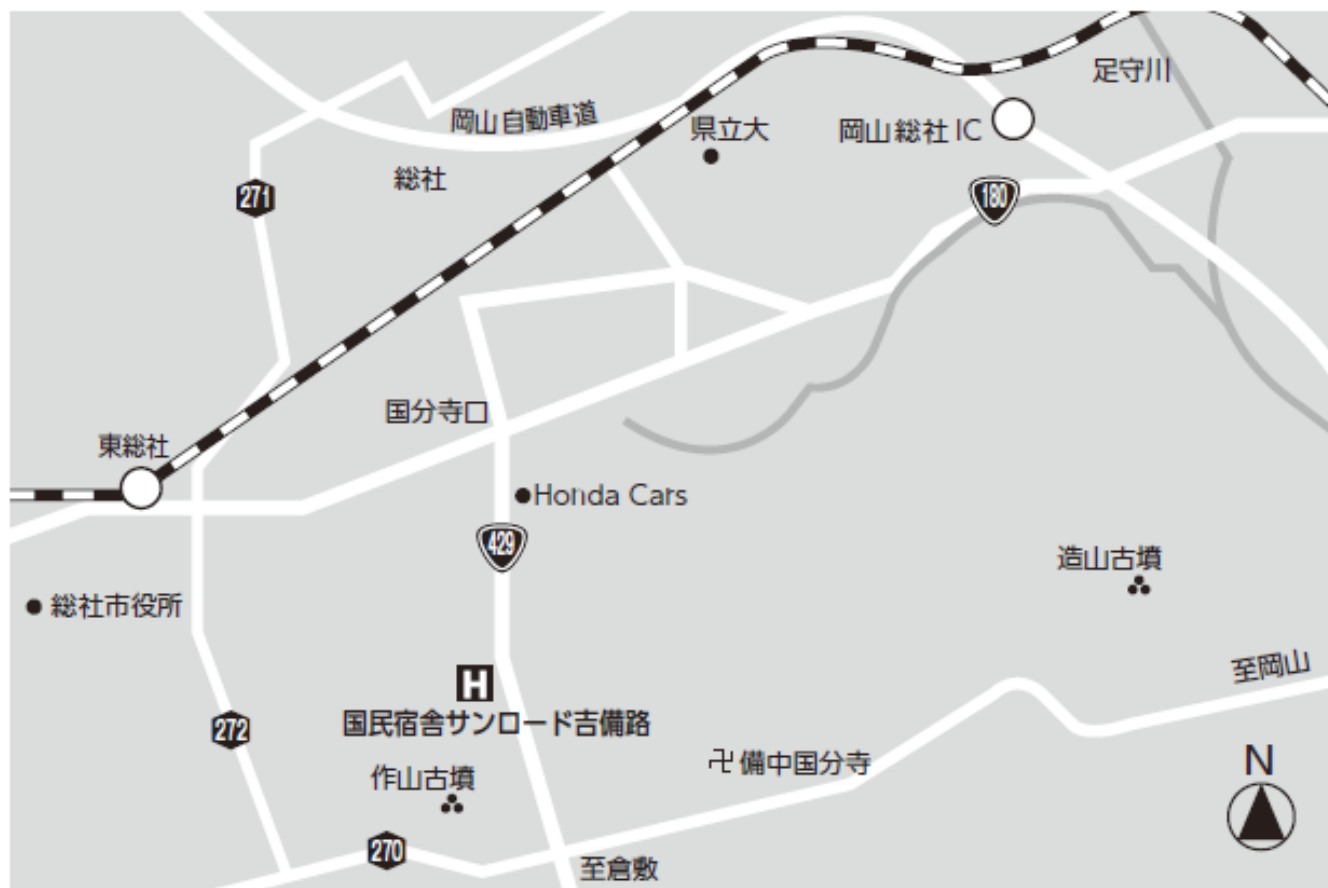 足守川
岡山自動車道
県立大
岡山総社 IC
総社
271
180
国分寺口
東総社
Honda Cars
429
造山古墳
総社市役所
至岡山
H
国民宿舎サンロード吉備路
272
卍備中国分寺
N
作山古墳
270
至倉敷